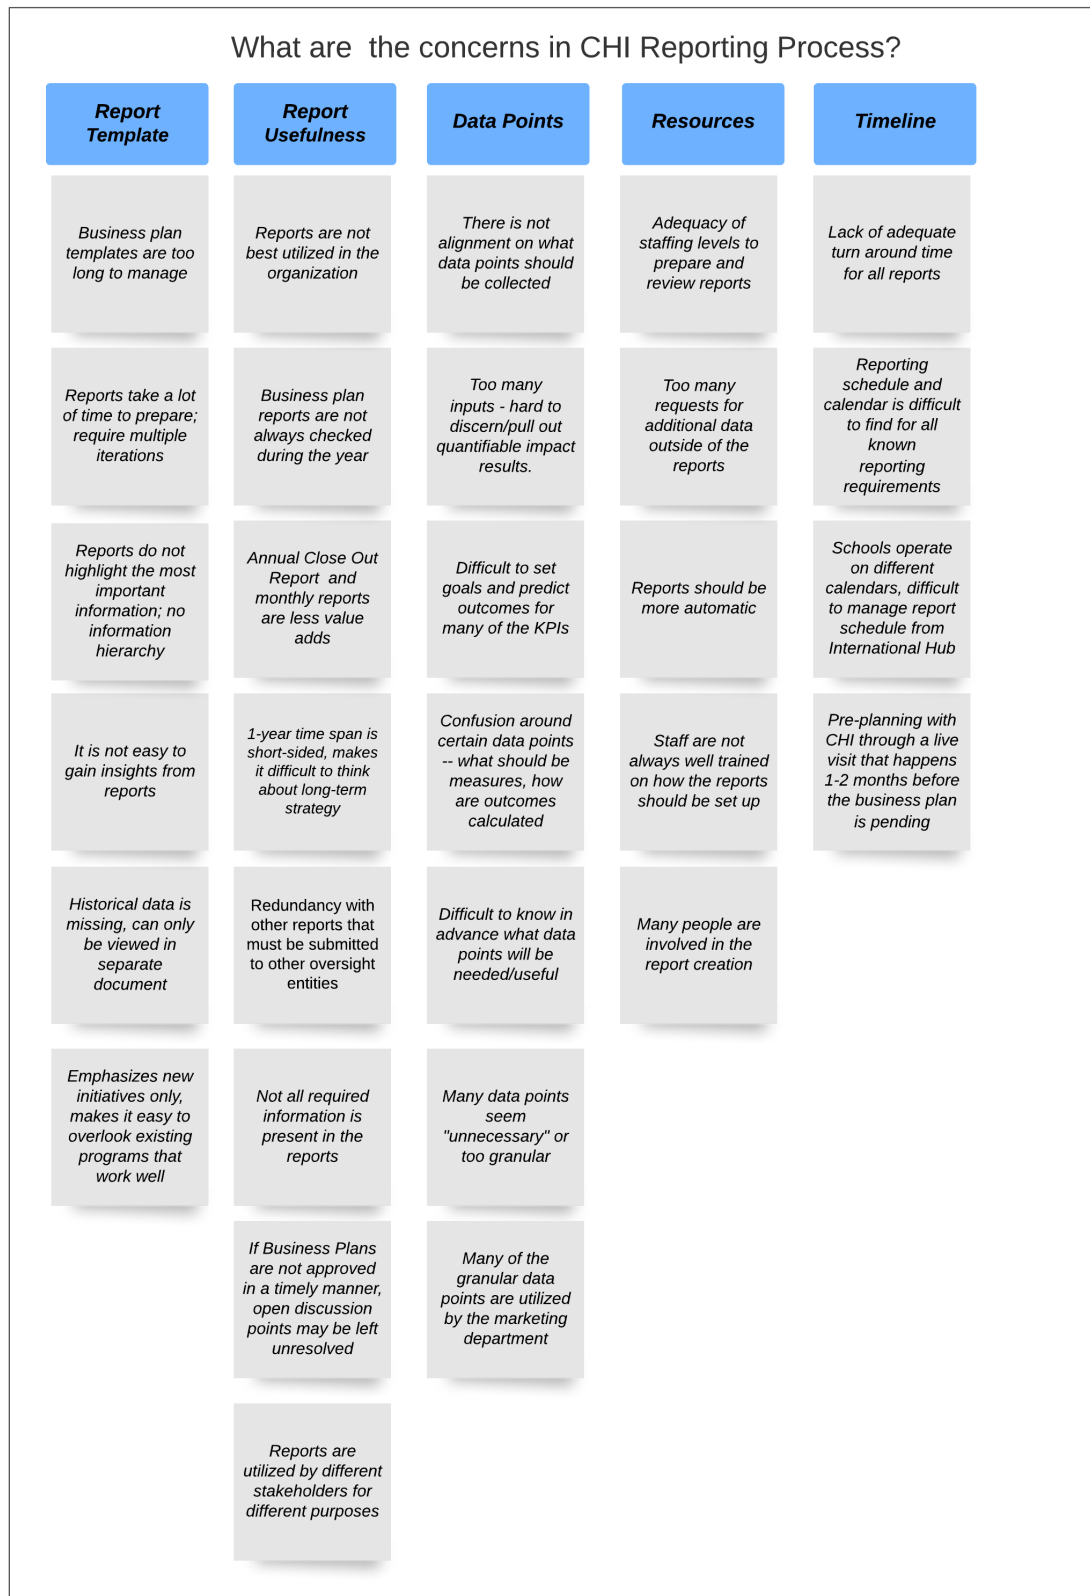 What are  the concerns in CHI Reporting Process?
Report
Template
Business plan
templates are too
long to manage
Reports take a lot
of time to prepare;
require multiple
iterations
Reports do not
highlight the most
important
information; no
information
hierarchy
It is not easy to
gain insights from
reports
Historical data is
missing, can only
be viewed in
separate
document
Emphasizes new
initiatives only,
makes it easy to
overlook existing
programs that
work well
Report
Usefulness
Reports are not
best utilized in the
organization
Business plan
reports are not
always checked
during the year
Annual Close Out
Report  and
monthly reports
are less value
adds
1-year time span is
short-sided, makes
it difficult to think
about long-term
strategy
Redundancy with
other reports that
must be submitted
to other oversight
entities
Not all required
information is
present in the
reports
If Business Plans
are not approved
in a timely manner,
open discussion
points may be left
unresolved
Reports are
utilized by different
stakeholders for
different purposes
Data Points
There is not
alignment on what
data points should
be collected
Too many
inputs - hard to
discern/pull out
quantifiable impact
results.
Difficult to set
goals and predict
outcomes for
many of the KPIs
Confusion around
certain data points
-- what should be
measures, how
are outcomes
calculated
Difficult to know in
advance what data
points will be
needed/useful
Many data points
seem
"unnecessary" or
too granular
Many of the
granular data
points are utilized
by the marketing
department
Resources
Adequacy of
staffing levels to
prepare and
review reports
Too many
requests for
additional data
outside of the
reports
Reports should be
more automatic
Staff are not
always well trained
on how the reports
should be set up
Many people are
involved in the
report creation
Timeline
Lack of adequate
turn around time
for all reports
Reporting
schedule and
calendar is difficult
to find for all
known
reporting
requirements
Schools operate
on different
calendars, difficult
to manage report
schedule from
International Hub
Pre-planning with
CHI through a live
visit that happens
1-2 months before
the business plan
is pending